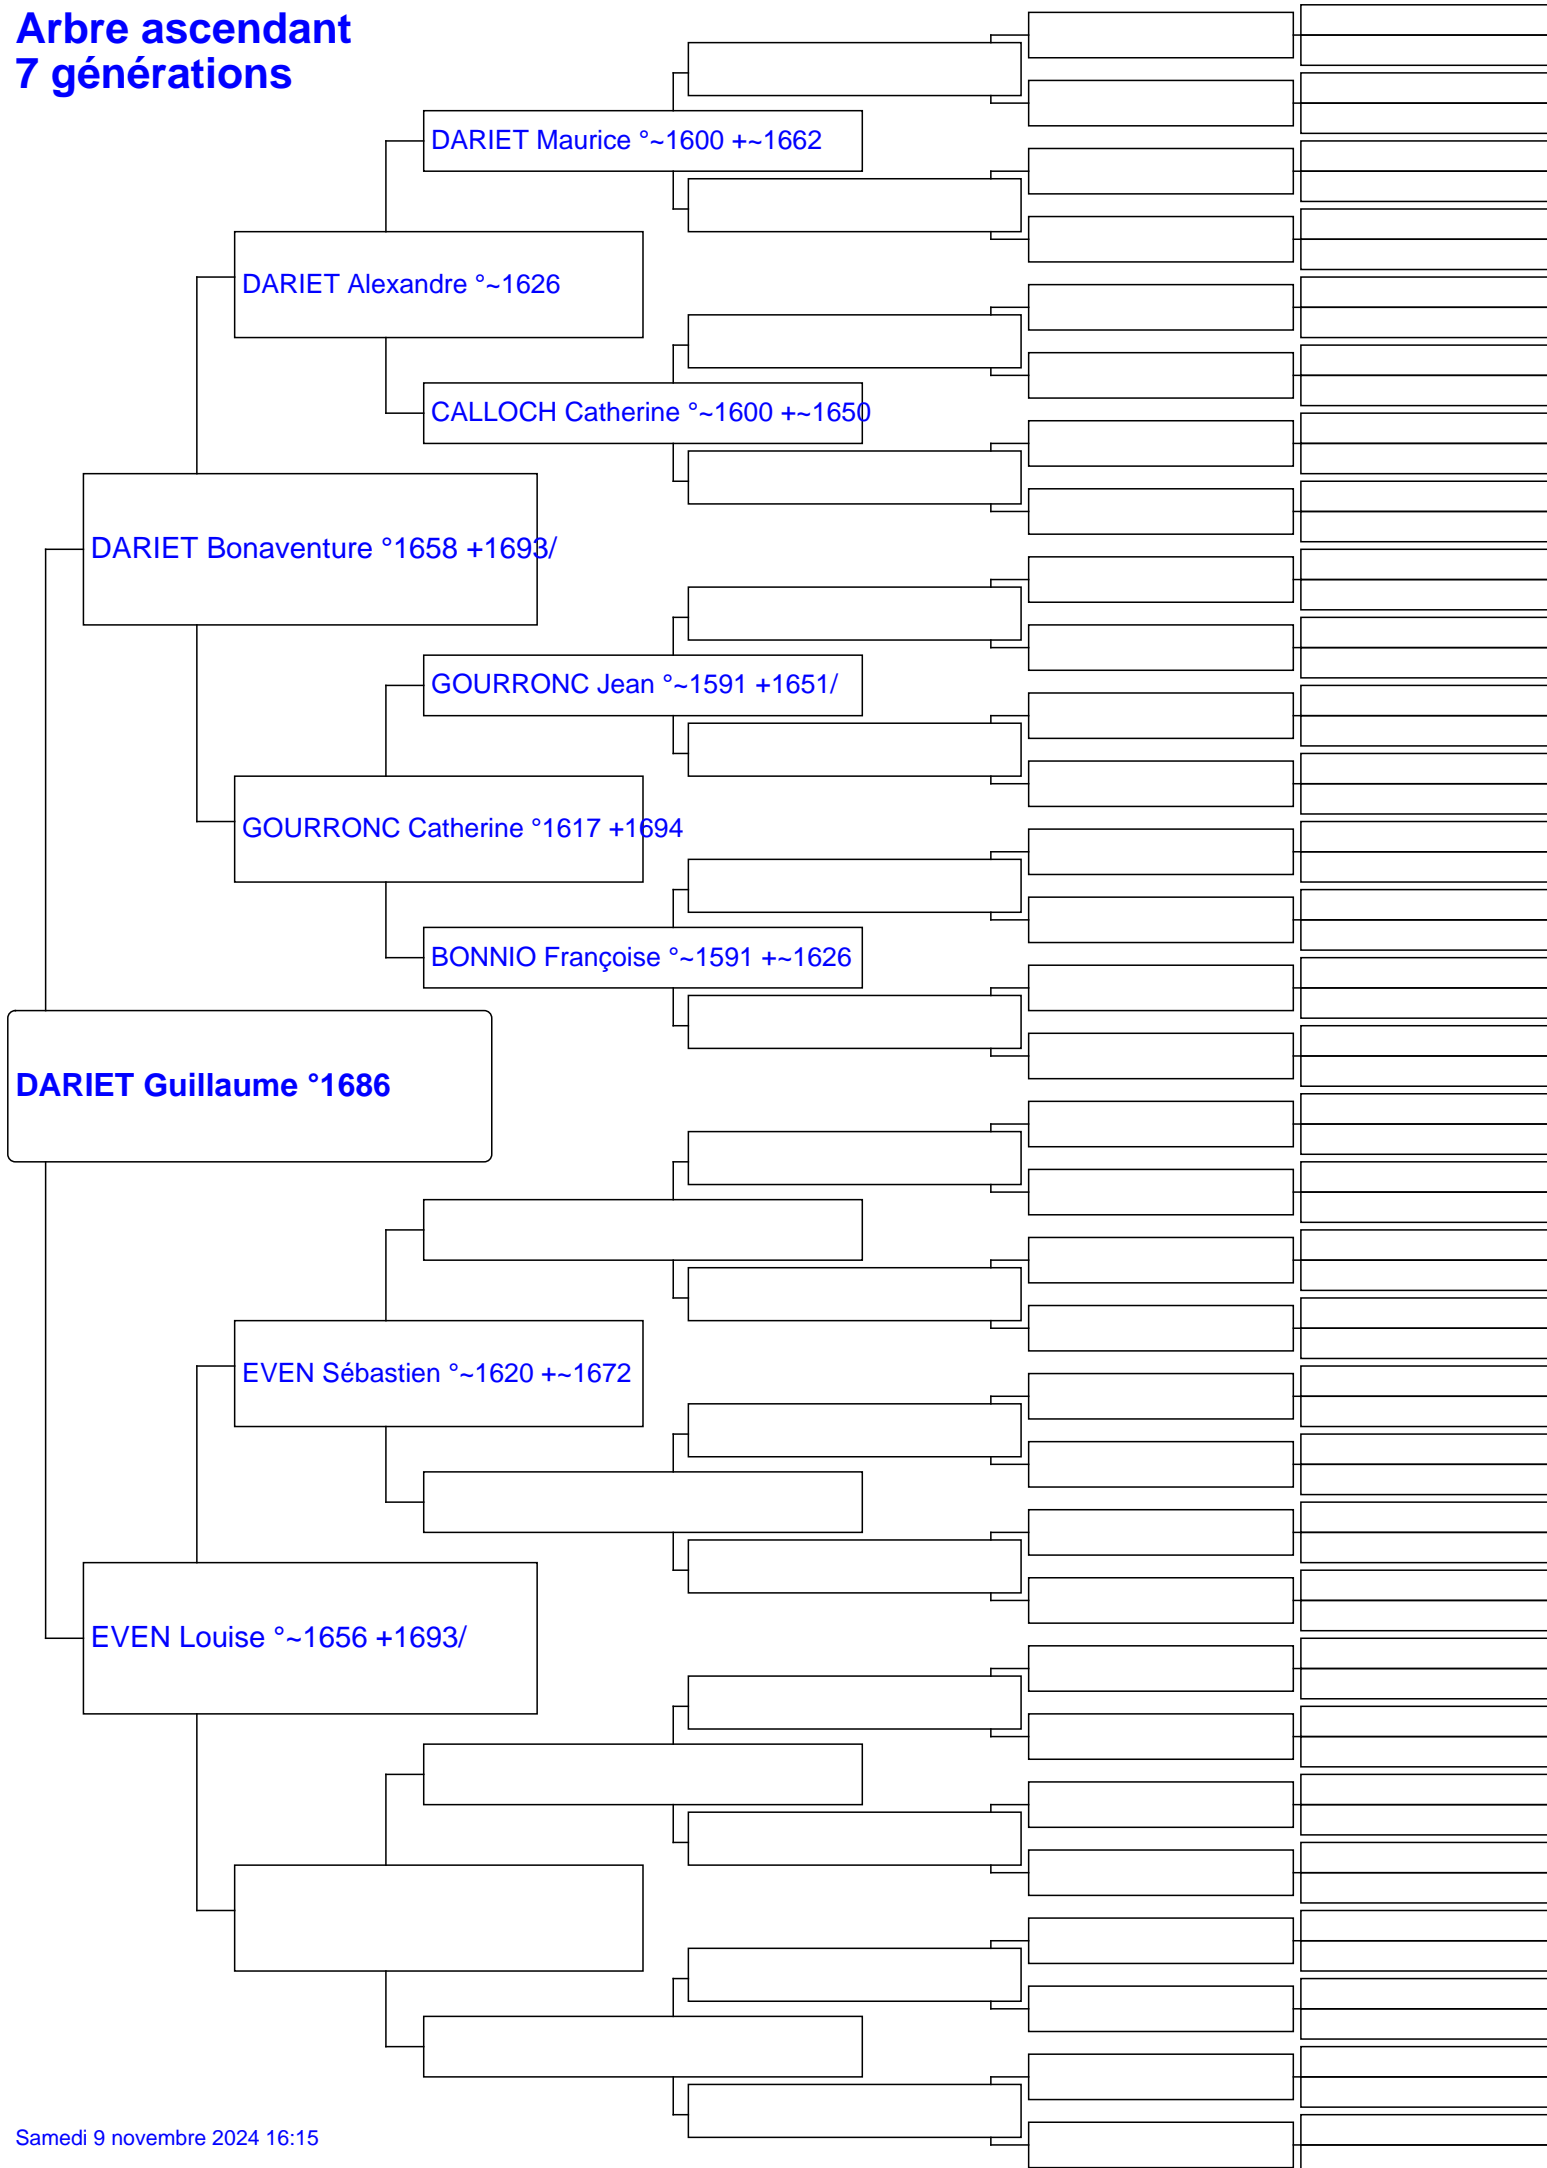 Arbre ascendant
7 générations
DARIET Maurice °~1600 +~1662
DARIET Alexandre °~1626
CALLOCH Catherine °~1600 +~1650
DARIET Bonaventure °1658 +1693/
GOURRONC Jean °~1591 +1651/
GOURRONC Catherine °1617 +1694
BONNIO Françoise °~1591 +~1626
DARIET Guillaume °1686
EVEN Sébastien °~1620 +~1672
EVEN Louise °~1656 +1693/
Samedi 9 novembre 2024 16:15